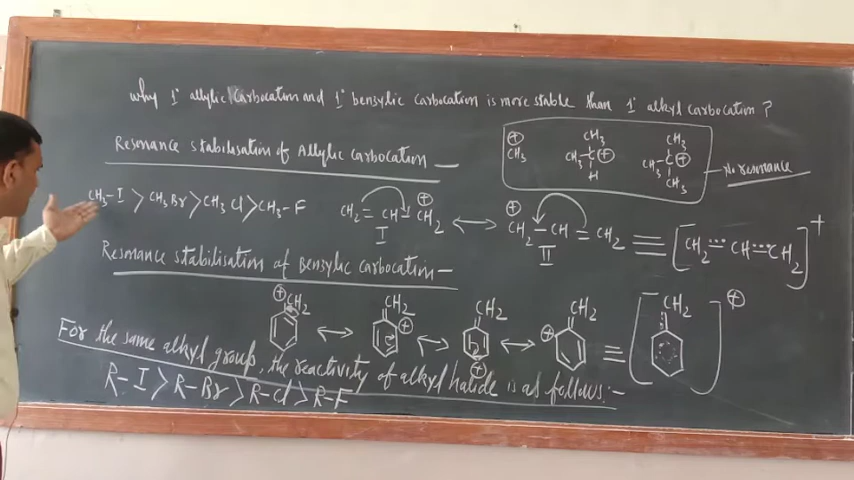 Why 1° allylic Carbocation and 1° benzylic carbocation is more stable than 1° alkyl carbocation ?
Resonance stabilisation of Allylic Carbocation —
⊕
CH3
CH3
CH3-C⊕
H
CH3
CH3-C⊕
CH3
No resonance
CH3-I > CH3Br > CH3Cl > CH3-F
CH2=CH-CH2 ⊕ ↔ ⊕ CH2-CH=CH2 ≡ [CH2⋯CH⋯CH2]+
I II
Resonance stabilisation of Benzylic Carbocation —
⊕CH2 ↔ CH2 ⊕ ↔ CH2 ⊕ ↔ CH2 ⊕ ≡ [CH2] ⊕
For the same alkyl group, the reactivity of alkyl halide is as follows:-
R-I > R-Br > R-Cl > R-F